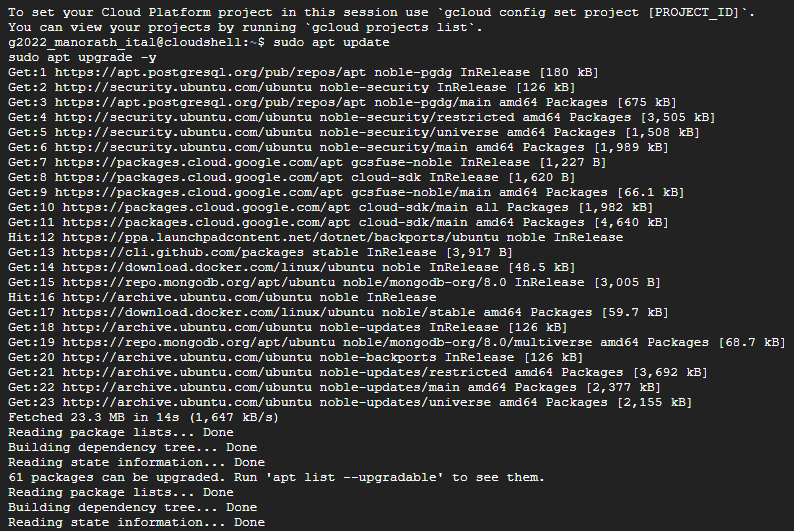 To set your Cloud Platform project in this session use `gcloud config set project [PROJECT_ID]`.
You can view your projects by running `gcloud projects list`.
g2022_manorath_ital@cloudshell:~$ sudo apt update
sudo apt upgrade -y
Get:1 https://apt.postgresql.org/pub/repos/apt noble-pgdg InRelease [180 kB]
Get:2 http://security.ubuntu.com/ubuntu noble-security InRelease [126 kB]
Get:3 https://apt.postgresql.org/pub/repos/apt noble-pgdg/main amd64 Packages [675 kB]
Get:4 http://security.ubuntu.com/ubuntu noble-security/restricted amd64 Packages [3,505 kB]
Get:5 http://security.ubuntu.com/ubuntu noble-security/universe amd64 Packages [1,508 kB]
Get:6 http://security.ubuntu.com/ubuntu noble-security/main amd64 Packages [1,989 kB]
Get:7 https://packages.cloud.google.com/apt gcsfuse-noble InRelease [1,227 B]
Get:8 https://packages.cloud.google.com/apt cloud-sdk InRelease [1,620 B]
Get:9 https://packages.cloud.google.com/apt gcsfuse-noble/main amd64 Packages [66.1 kB]
Get:10 https://packages.cloud.google.com/apt cloud-sdk/main all Packages [1,982 kB]
Get:11 https://packages.cloud.google.com/apt cloud-sdk/main amd64 Packages [4,640 kB]
Hit:12 https://ppa.launchpadcontent.net/dotnet/backports/ubuntu noble InRelease
Get:13 https://cli.github.com/packages stable InRelease [3,917 B]
Get:14 https://download.docker.com/linux/ubuntu noble InRelease [48.5 kB]
Get:15 https://repo.mongodb.org/apt/ubuntu noble/mongodb-org/8.0 InRelease [3,005 B]
Hit:16 http://archive.ubuntu.com/ubuntu noble InRelease
Get:17 https://download.docker.com/linux/ubuntu noble/stable amd64 Packages [59.7 kB]
Get:18 http://archive.ubuntu.com/ubuntu noble-updates InRelease [126 kB]
Get:19 https://repo.mongodb.org/apt/ubuntu noble/mongodb-org/8.0/multiverse amd64 Packages [68.7 kB]
Get:20 http://archive.ubuntu.com/ubuntu noble-backports InRelease [126 kB]
Get:21 http://archive.ubuntu.com/ubuntu noble-updates/restricted amd64 Packages [3,692 kB]
Get:22 http://archive.ubuntu.com/ubuntu noble-updates/main amd64 Packages [2,377 kB]
Get:23 http://archive.ubuntu.com/ubuntu noble-updates/universe amd64 Packages [2,155 kB]
Fetched 23.3 MB in 14s (1,647 kB/s)
Reading package lists... Done
Building dependency tree... Done
Reading state information... Done
61 packages can be upgraded. Run 'apt list --upgradable' to see them.
Reading package lists... Done
Building dependency tree... Done
Reading state information... Done